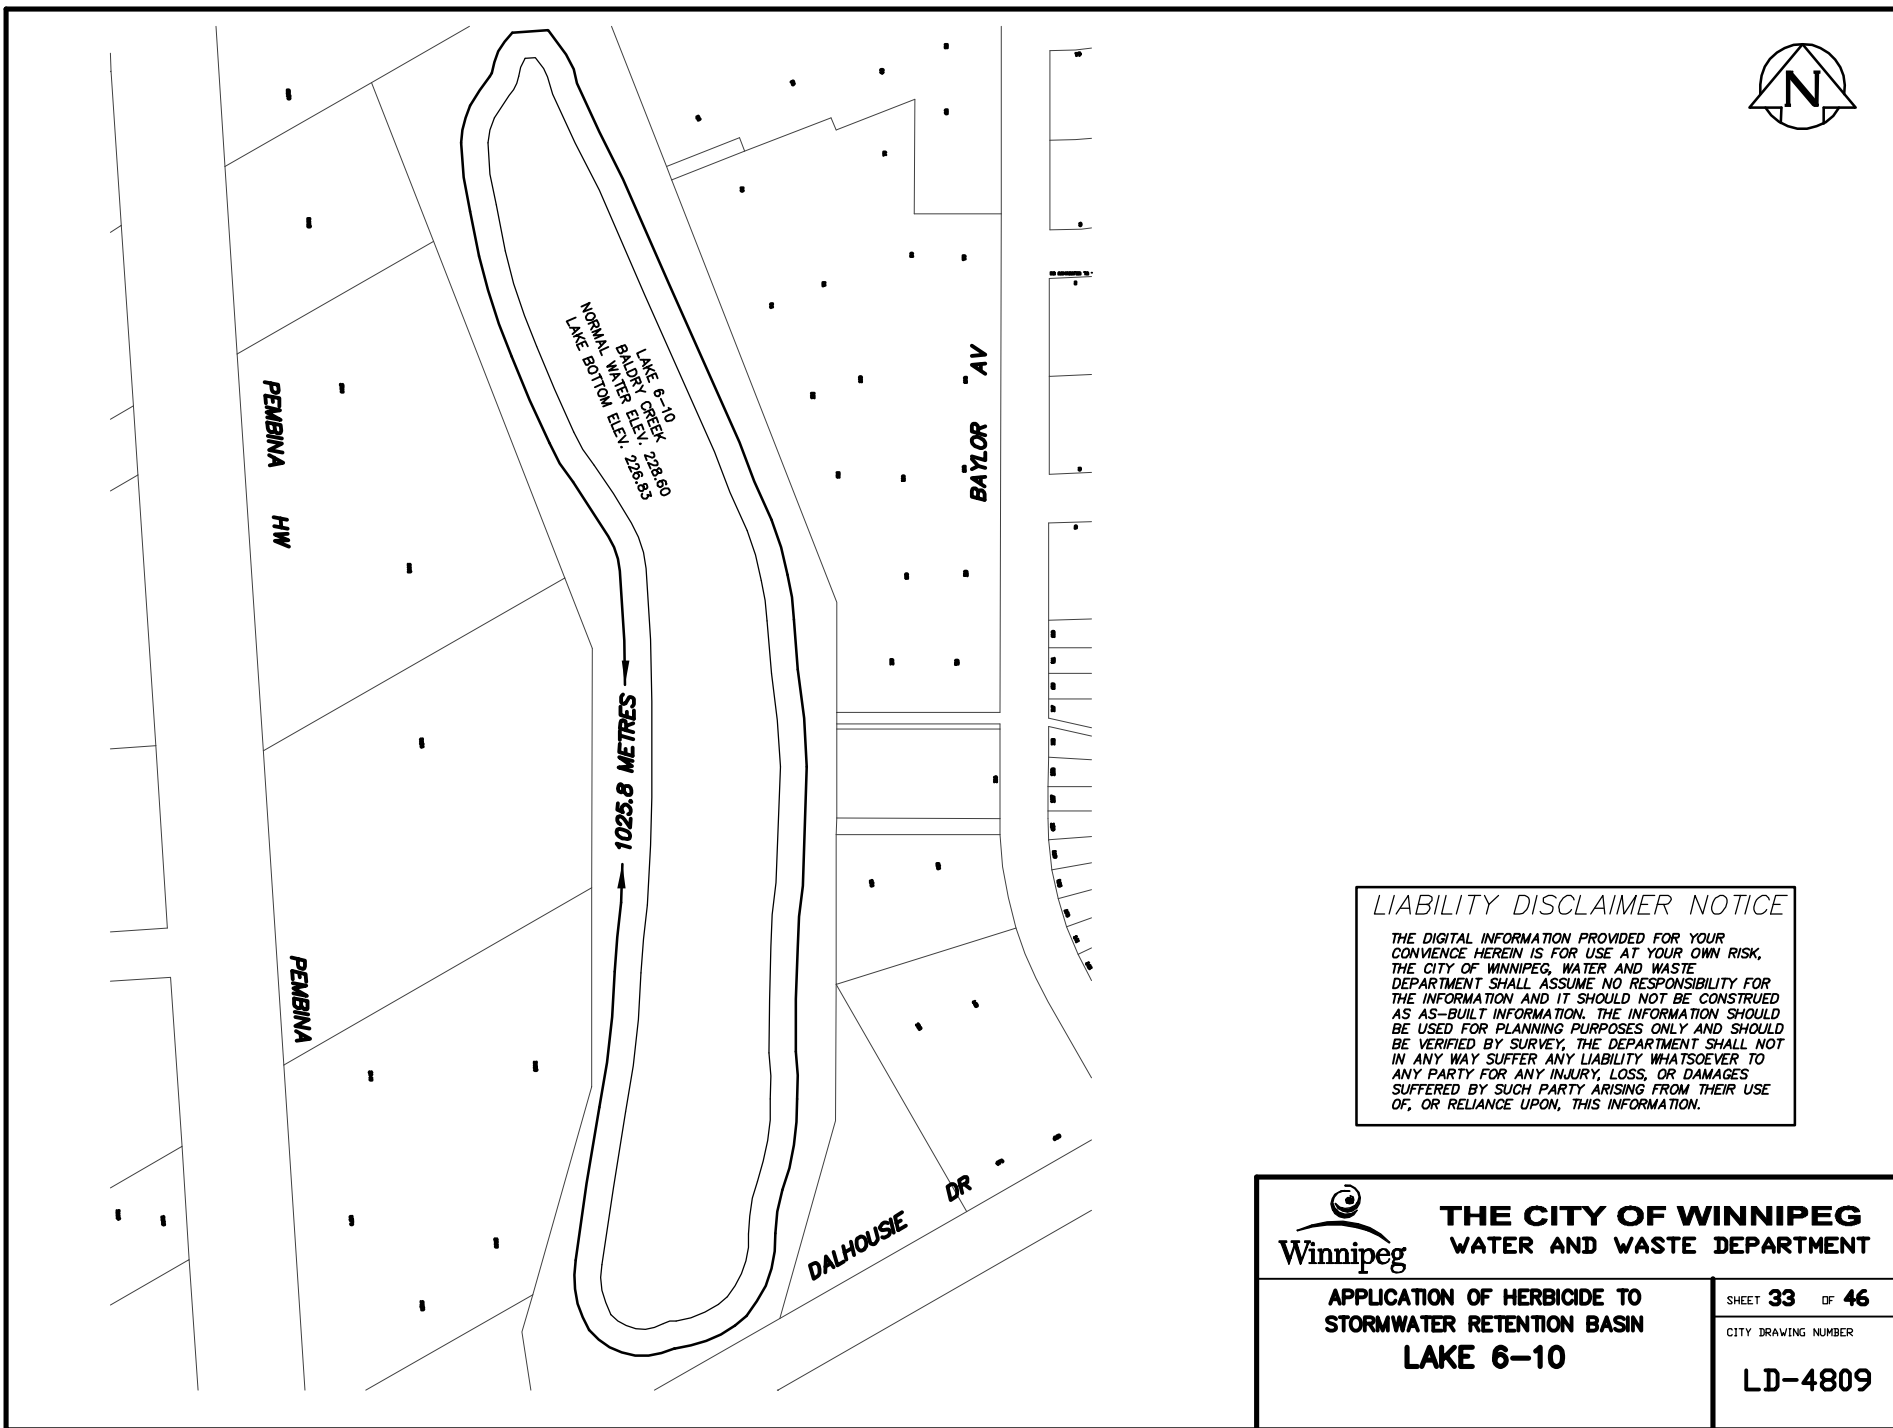 N
LAKE 6-10
BALDRY CREEK
NORMAL WATER ELEV. 228.60
LAKE BOTTOM ELEV. 226.83
PEMBINA HW
BAYLOR AV
1025.8 METRES
PEMBINA
DALHOUSIE DR
LIABILITY DISCLAIMER NOTICE
THE DIGITAL INFORMATION PROVIDED FOR YOUR
CONVIENCE HEREIN IS FOR USE AT YOUR OWN RISK,
THE CITY OF WINNIPEG, WATER AND WASTE
DEPARTMENT SHALL ASSUME NO RESPONSIBILITY FOR
THE INFORMATION AND IT SHOULD NOT BE CONSTRUED
AS AS-BUILT INFORMATION. THE INFORMATION SHOULD
BE USED FOR PLANNING PURPOSES ONLY AND SHOULD
BE VERIFIED BY SURVEY, THE DEPARTMENT SHALL NOT
IN ANY WAY SUFFER ANY LIABILITY WHATSOEVER TO
ANY PARTY FOR ANY INJURY, LOSS, OR DAMAGES
SUFFERED BY SUCH PARTY ARISING FROM THEIR USE
OF, OR RELIANCE UPON, THIS INFORMATION.
Winnipeg
THE CITY OF WINNIPEG
WATER AND WASTE DEPARTMENT
APPLICATION OF HERBICIDE TO
STORMWATER RETENTION BASIN
LAKE 6-10
SHEET 33 OF 46
CITY DRAWING NUMBER
LD-4809